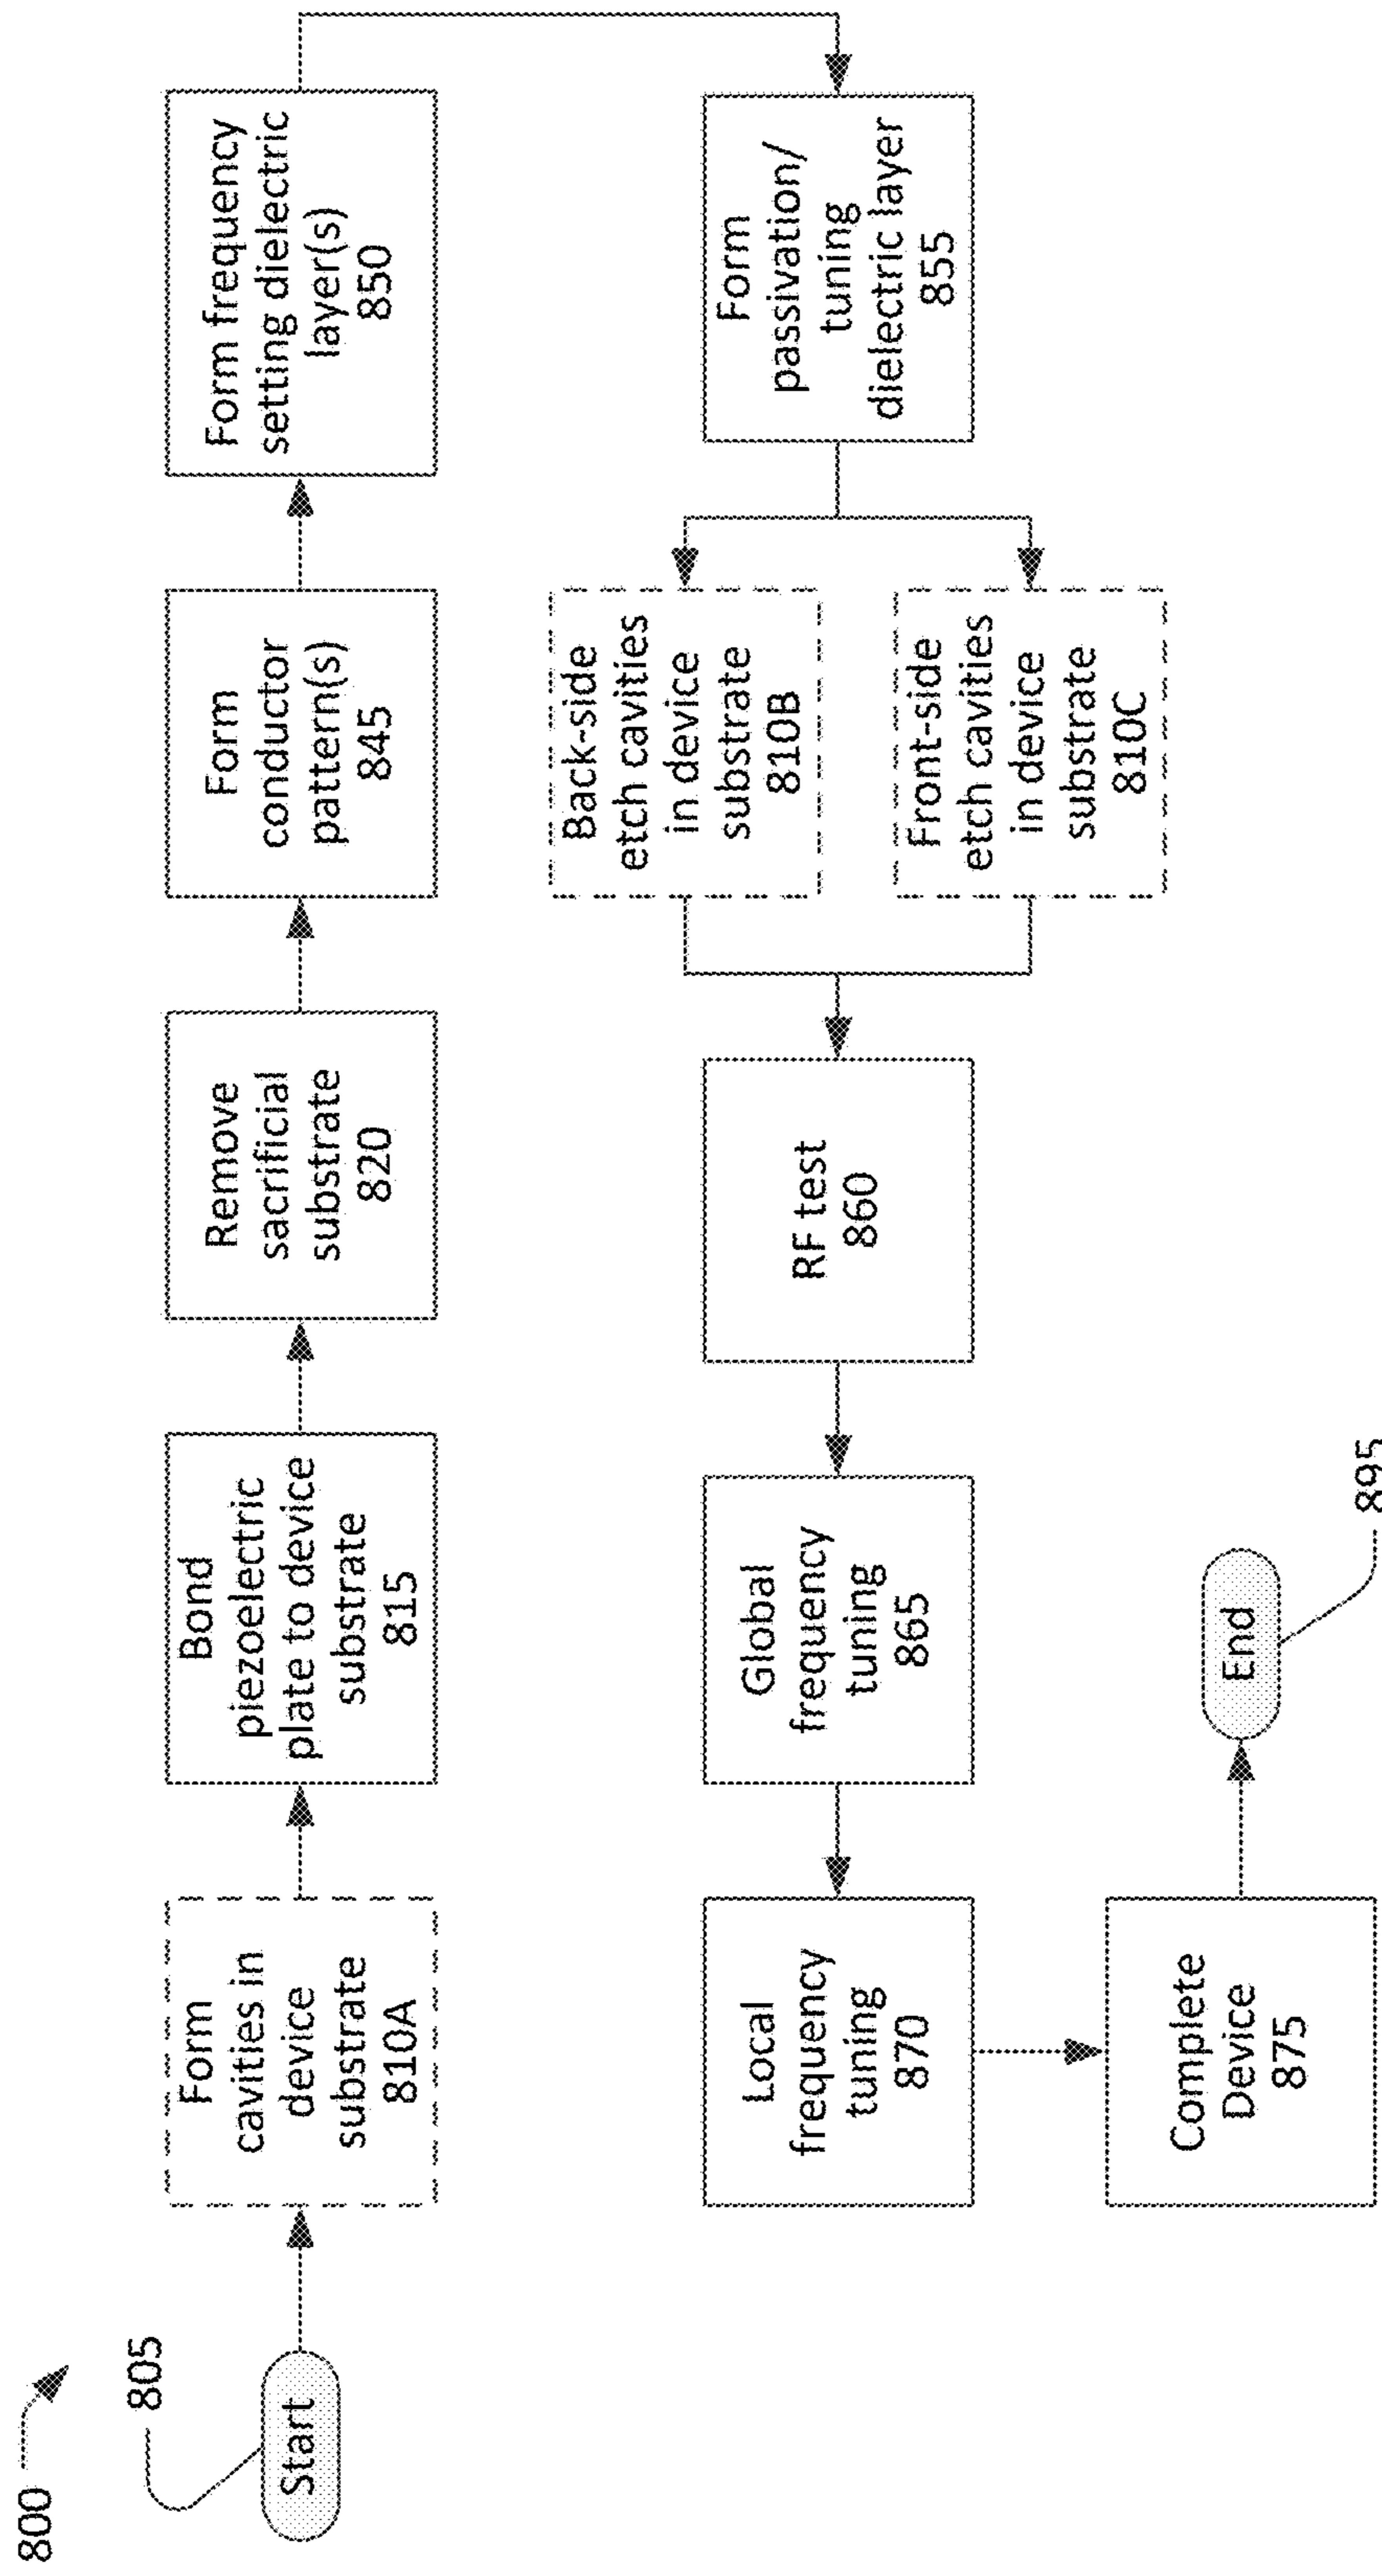 800
805
Start
Form
cavities in
device
substrate
810A
Bond
piezoelectric
plate to device
substrate
815
Remove
sacrificial
substrate
820
Form
conductor
pattern(s)
845
Form frequency
setting dielectric
layer(s)
850
Form
passivation/
tuning
dielectric layer
855
Back-side
etch cavities
in device
substrate
810B
Front-side
etch cavities
in device
substrate
810C
RF test
860
Global
frequency
tuning
865
Local
frequency
tuning
870
Complete
Device
875
End
895